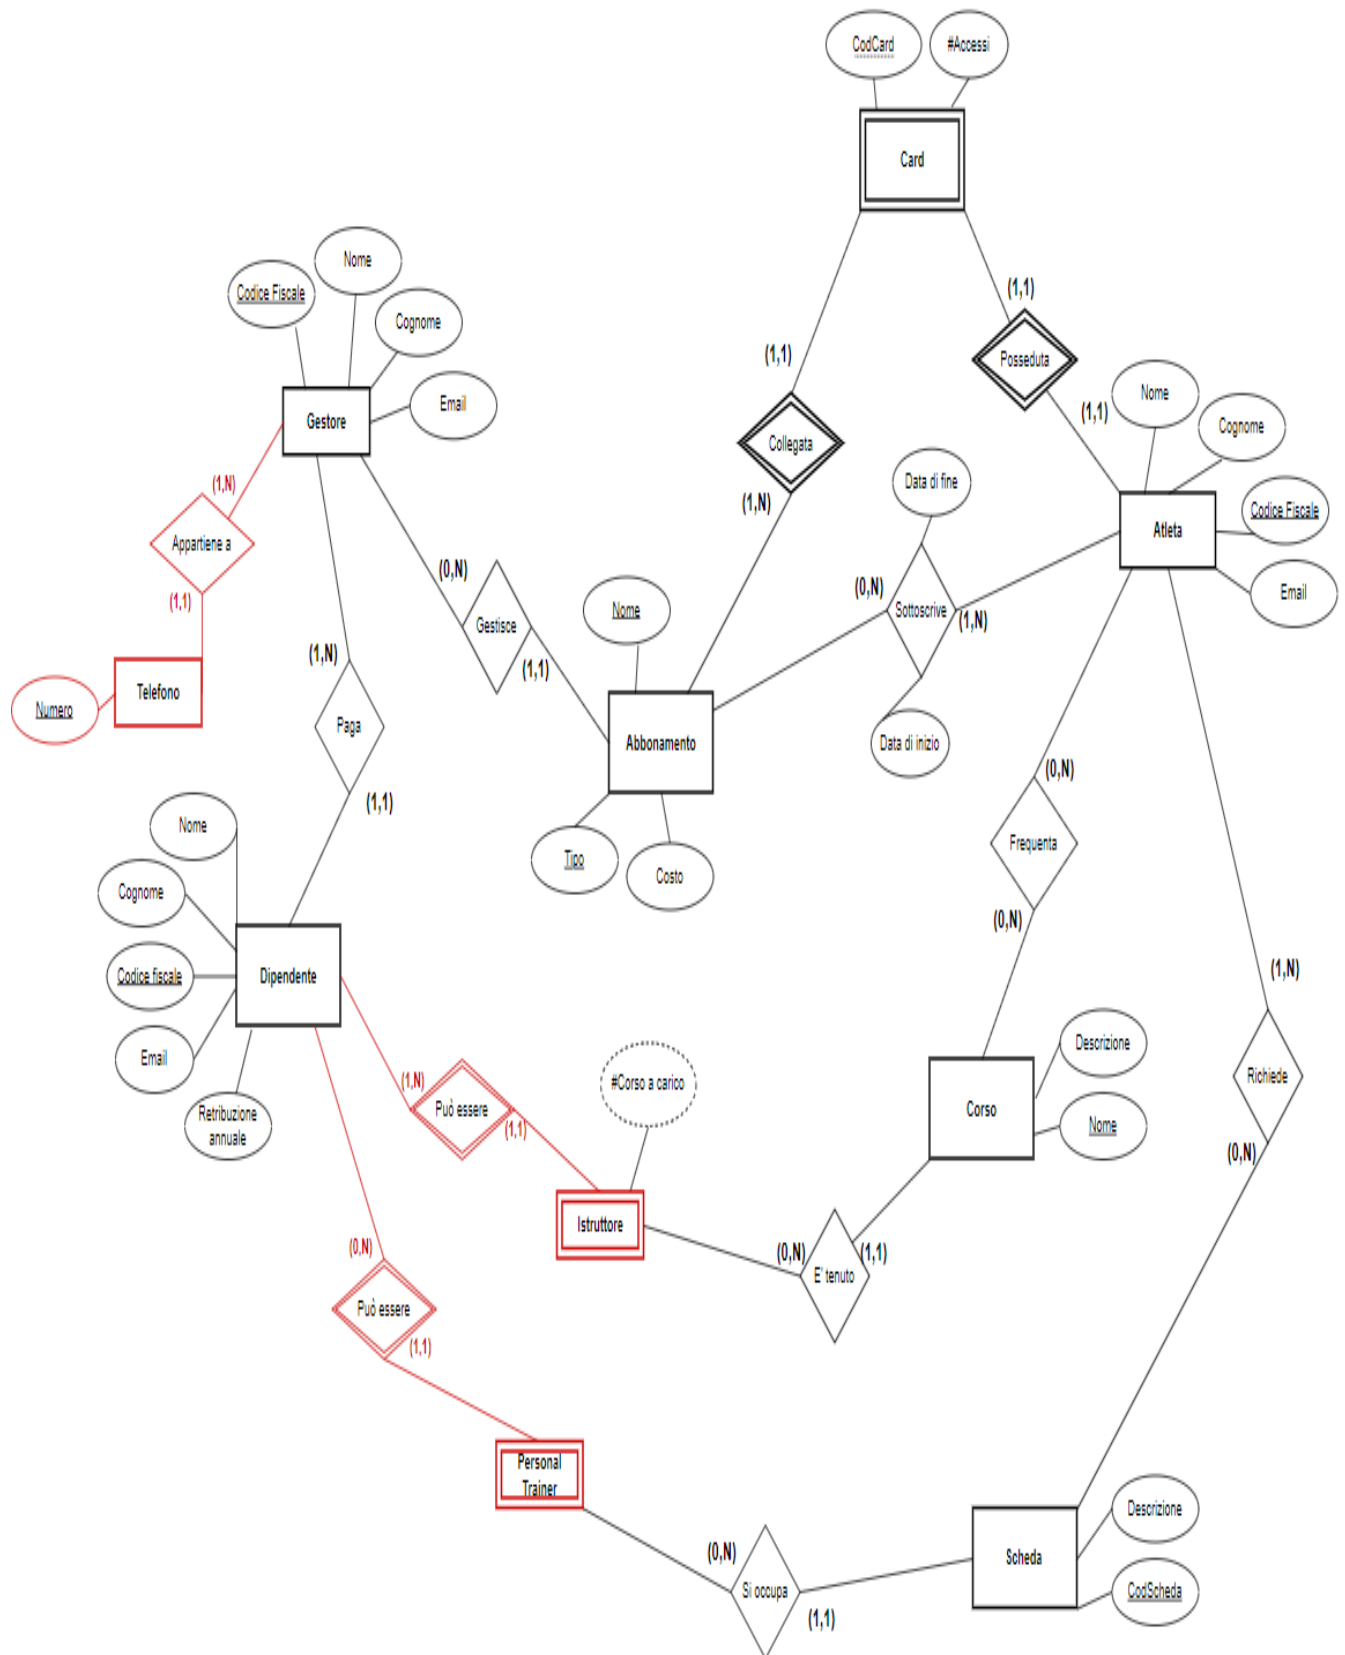 CodCard
#Accessi
Card
Nome
Codice Fiscale
Cognome
(1,1)
(1,1)
Posseduta
Email
Nome
Gestore
(1,1)
Cognome
Collegata
Data di fine
(1,N)
(1,N)
Codice Fiscale
Atleta
Appartiene a
(0,N)
(0,N)
Email
(1,1)
Nome
Sottoscrive
(1,N)
Gestisce
(1,N)
(1,1)
Telefono
Numero
Paga
Abbonamento
Data di inizio
(0,N)
(1,1)
Nome
Frequenta
Tipo
Costo
Cognome
(0,N)
Codice fiscale
Dipendente
(1,N)
Descrizione
Email
#Corso a carico
(1,N)
Richiede
Retribuzione
annuale
Può essere
(1,1)
Corso
Nome
(0,N)
Istruttore
(0,N)
(0,N)
(1,1)
E' tenuto
Può essere
(1,1)
Personal
Trainer
Descrizione
(0,N)
Scheda
Si occupa
CodScheda
(1,1)